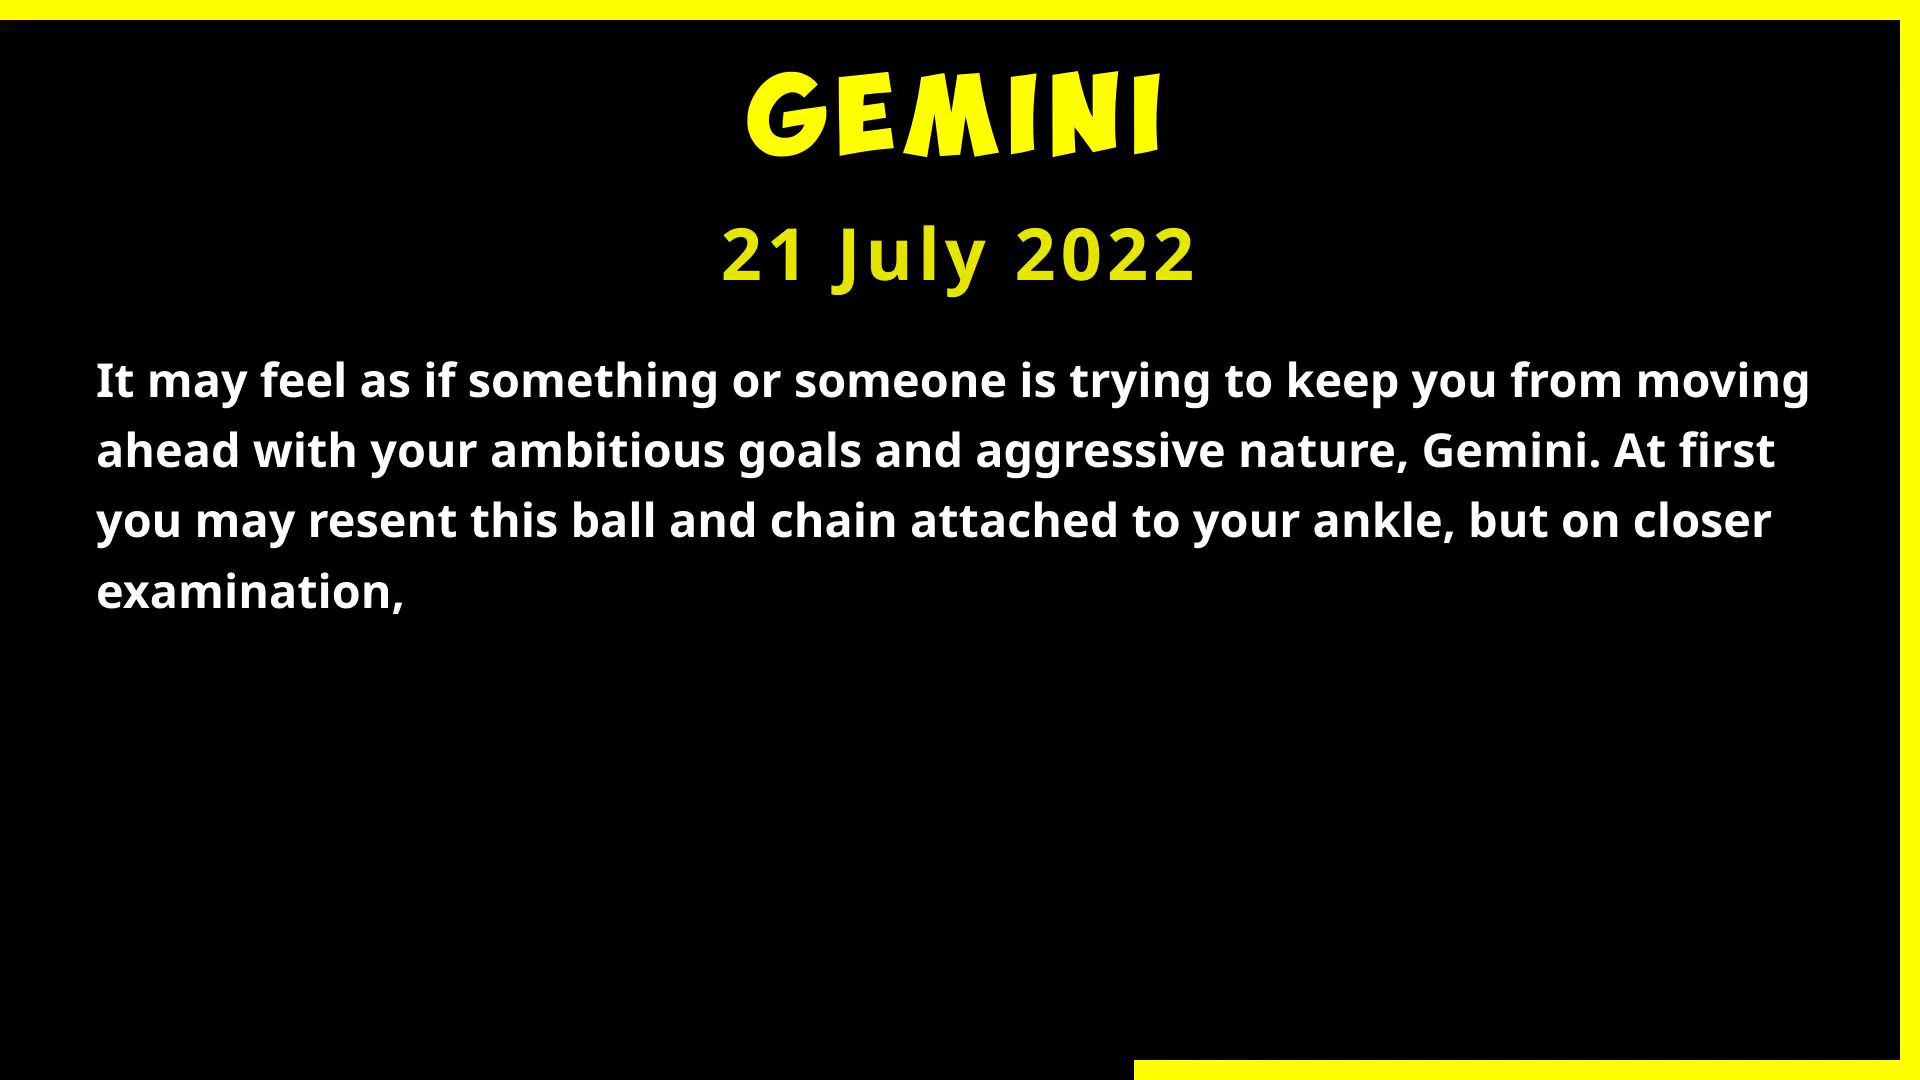 GEMINI
21 July 2022
It may feel as if something or someone is trying to keep you from moving
ahead with your ambitious goals and aggressive nature, Gemini. At first
you may resent this ball and chain attached to your ankle, but on closer
examination,